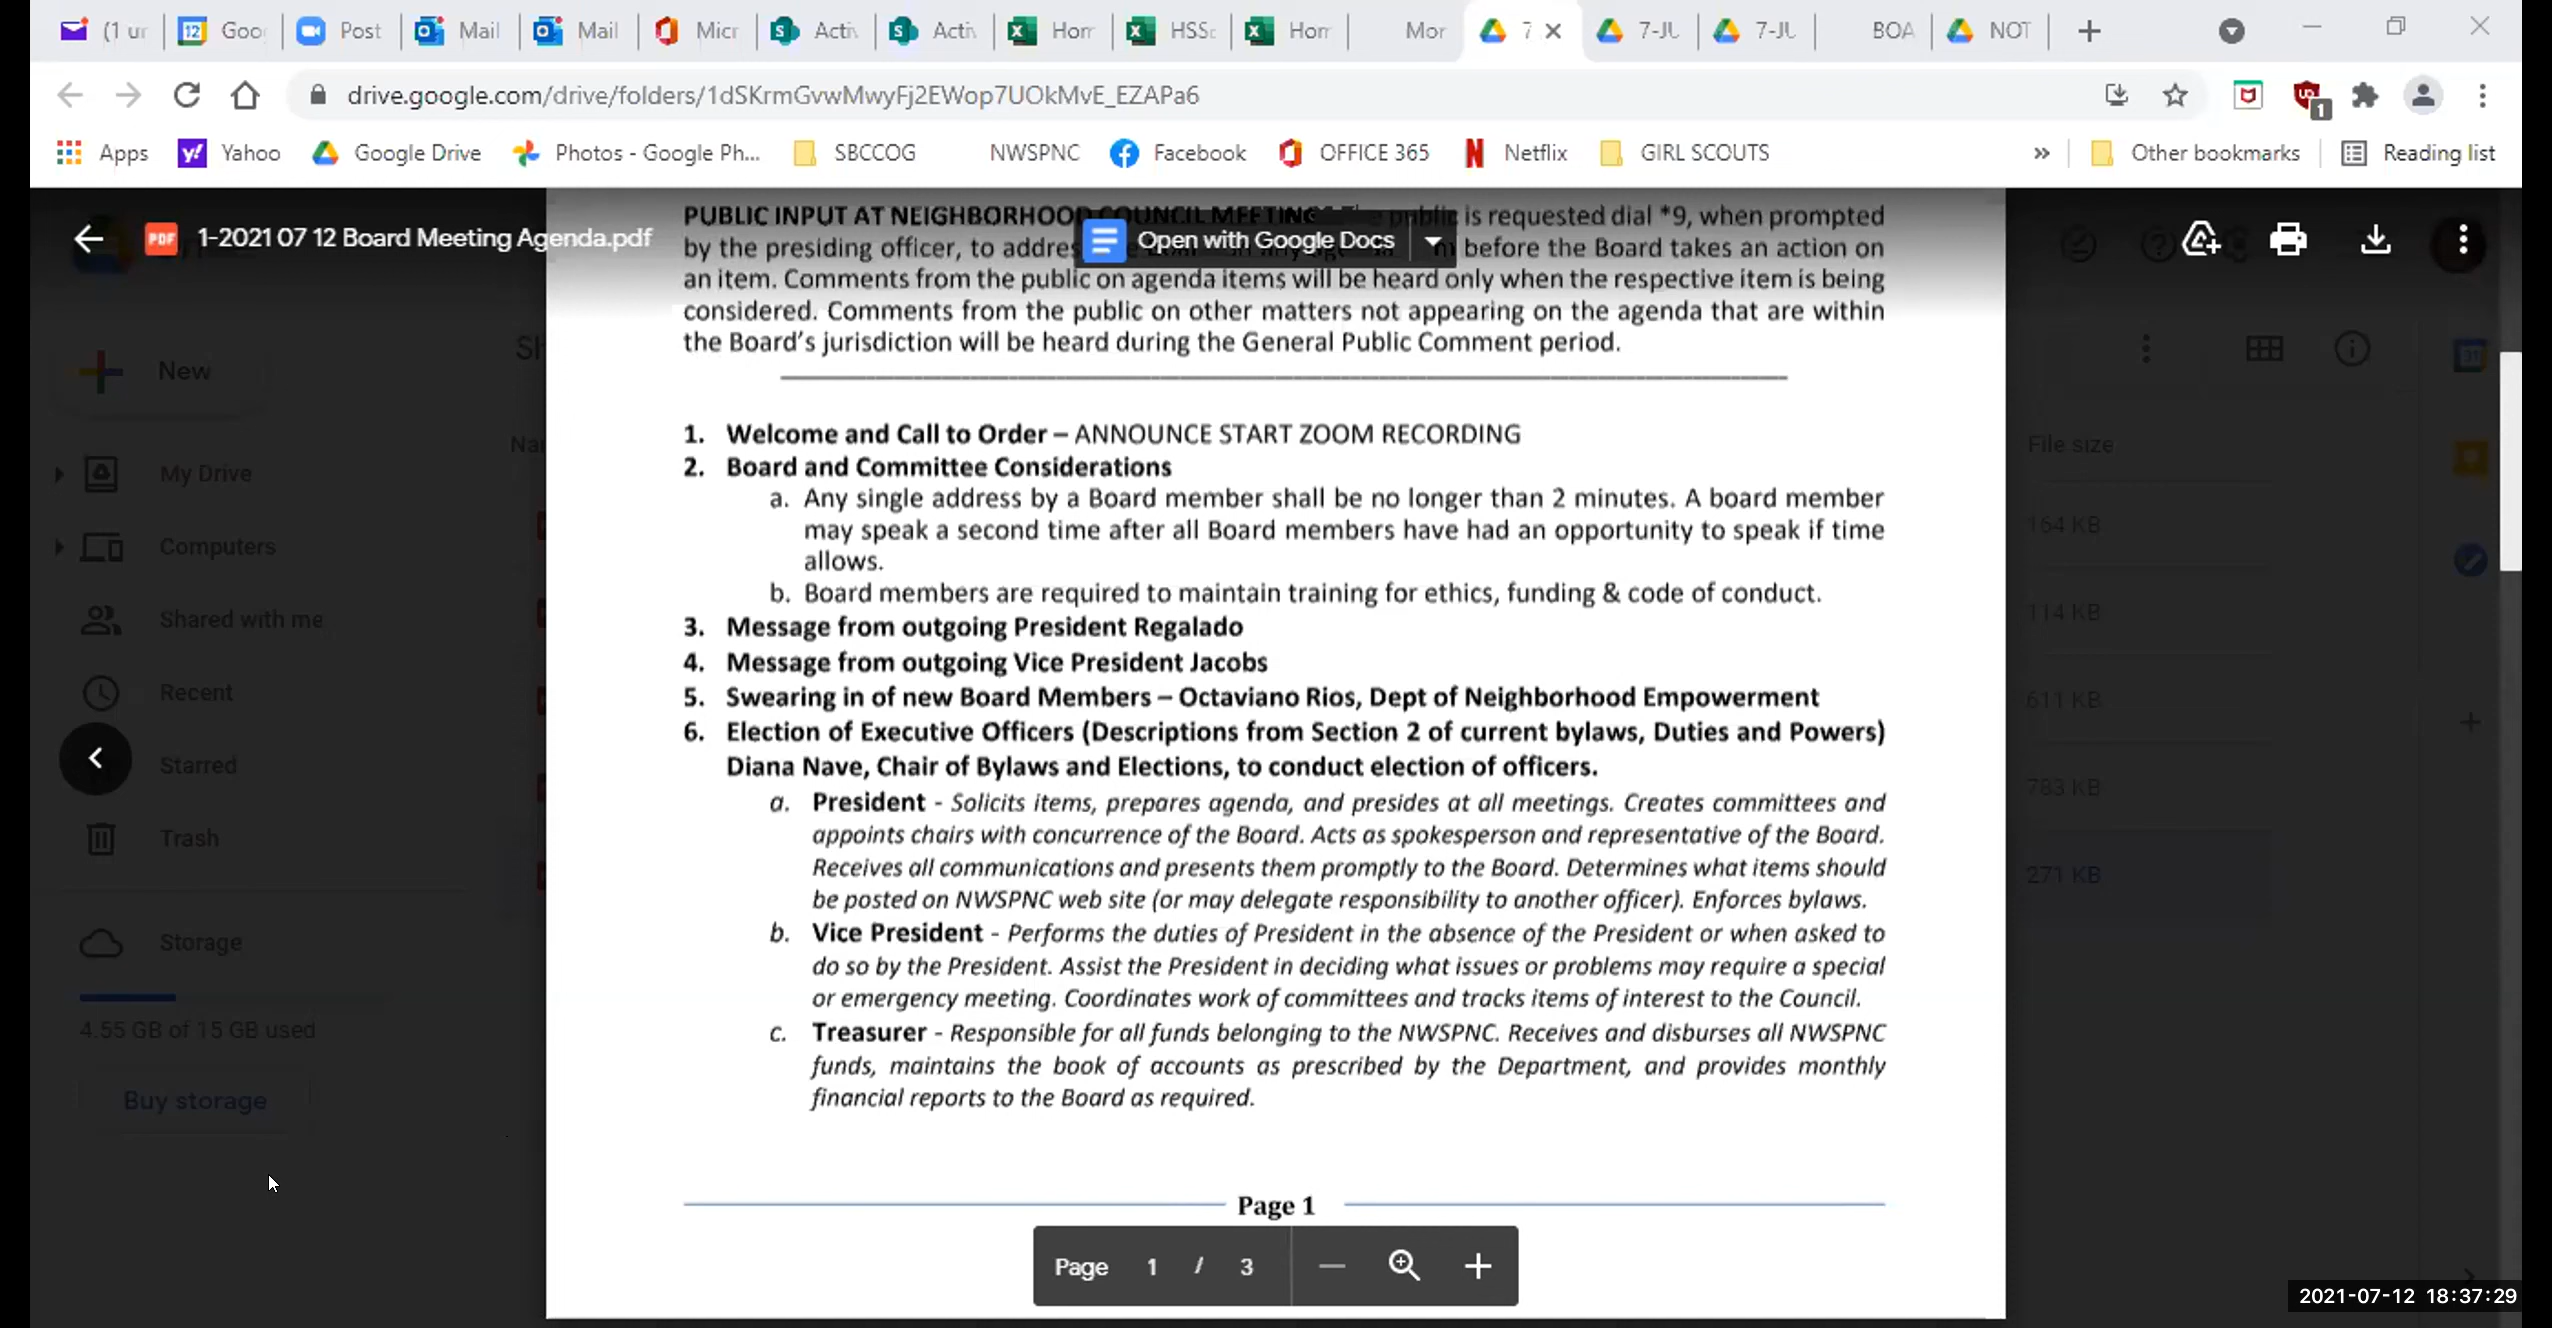 (1 ur
Goo
Post
Mail
Mail
Micr
Activ
Activ
Hom
HSSc
Hom
Mor
7
7-JU
7-JU
BOA
NOT
drive.google.com/drive/folders/1dSKrmGvwMwyFj2EWop7UOkMvE_EZAPa6
1
Apps
Yahoo
Google Drive
Photos - Google Ph...
SBCCOG
NWSPNC
Facebook
OFFICE 365
Netflix
GIRL SCOUTS
»
Other bookmarks
Reading list
PDF
1-2021 07 12 Board Meeting Agenda.pdf
Open with Google Docs
PUBLIC INPUT AT NEIGHBORHOOD COUNCIL MEETING public is requested dial *9, when prompted
by the presiding officer, to addre before the Board takes an action on
an item. Comments from the public on agenda items will be heard only when the respective item is being
considered. Comments from the public on other matters not appearing on the agenda that are within
the Board's jurisdiction will be heard during the General Public Comment period.
1. Welcome and Call to Order – ANNOUNCE START ZOOM RECORDING
2. Board and Committee Considerations
a. Any single address by a Board member shall be no longer than 2 minutes. A board member
may speak a second time after all Board members have had an opportunity to speak if time
allows.
b. Board members are required to maintain training for ethics, funding & code of conduct.
3. Message from outgoing President Regalado
4. Message from outgoing Vice President Jacobs
5. Swearing in of new Board Members – Octaviano Rios, Dept of Neighborhood Empowerment
6. Election of Executive Officers (Descriptions from Section 2 of current bylaws, Duties and Powers)
Diana Nave, Chair of Bylaws and Elections, to conduct election of officers.
a. President - Solicits items, prepares agenda, and presides at all meetings. Creates committees and
appoints chairs with concurrence of the Board. Acts as spokesperson and representative of the Board.
Receives all communications and presents them promptly to the Board. Determines what items should
be posted on NWSPNC web site (or may delegate responsibility to another officer). Enforces bylaws.
b. Vice President - Performs the duties of President in the absence of the President or when asked to
do so by the President. Assist the President in deciding what issues or problems may require a special
or emergency meeting. Coordinates work of committees and tracks items of interest to the Council.
c. Treasurer - Responsible for all funds belonging to the NWSPNC. Receives and disburses all NWSPNC
funds, maintains the book of accounts as prescribed by the Department, and provides monthly
financial reports to the Board as required.
Page 1
Page 1 / 3
New
My Drive
Computers
Shared with me
Recent
Starred
Trash
Storage
4.55 GB of 15 GB used
Buy storage
Sh
Nar
File size
164 KB
114 KB
611 KB
783 KB
271 KB
31
2021-07-12 18:37:29